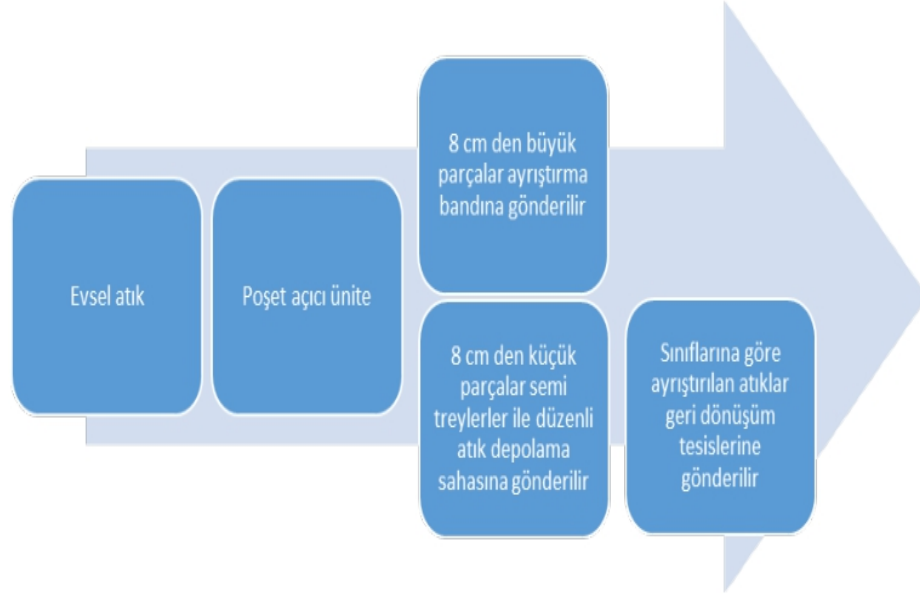 Evsel atık
Poşet açıcı ünite
8 cm den büyük
parçalar ayrıştırma
bandına gönderilir
8 cm den küçük
parçalar semi
treylerler ile düzenli
atık depolama
sahasına gönderilir
Sınıflarına göre
ayrıştırılan atıklar
geri dönüşüm
tesislerine
gönderilir